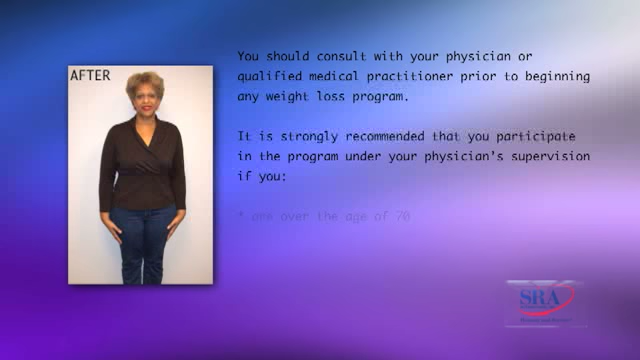 AFTER
You should consult with your physician or
qualified medical practitioner prior to beginning
any weight loss program.
It is strongly recommended that you participate
in the program under your physician's supervision
if you:
* are over the age of 70
SRA